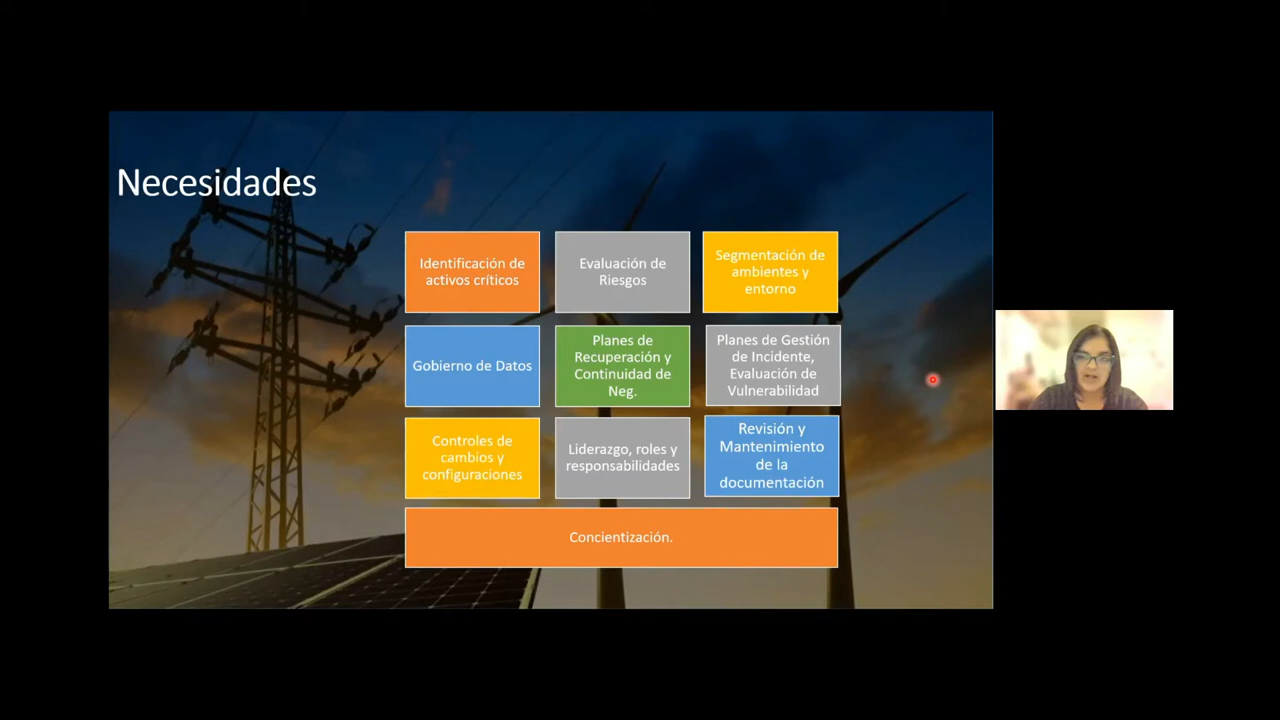 Necesidades
Identificación de
activos críticos
Evaluación de
Riesgos
Segmentación de
ambientes y
entorno
Gobierno de Datos
Planes de
Recuperación y
Continuidad de
Neg.
Planes de Gestión
de Incidente,
Evaluación de
Vulnerabilidad
Controles de
cambios y
configuraciones
Liderazgo, roles y
responsabilidades
Revisión y
Mantenimiento
de la
documentación
Concientización.